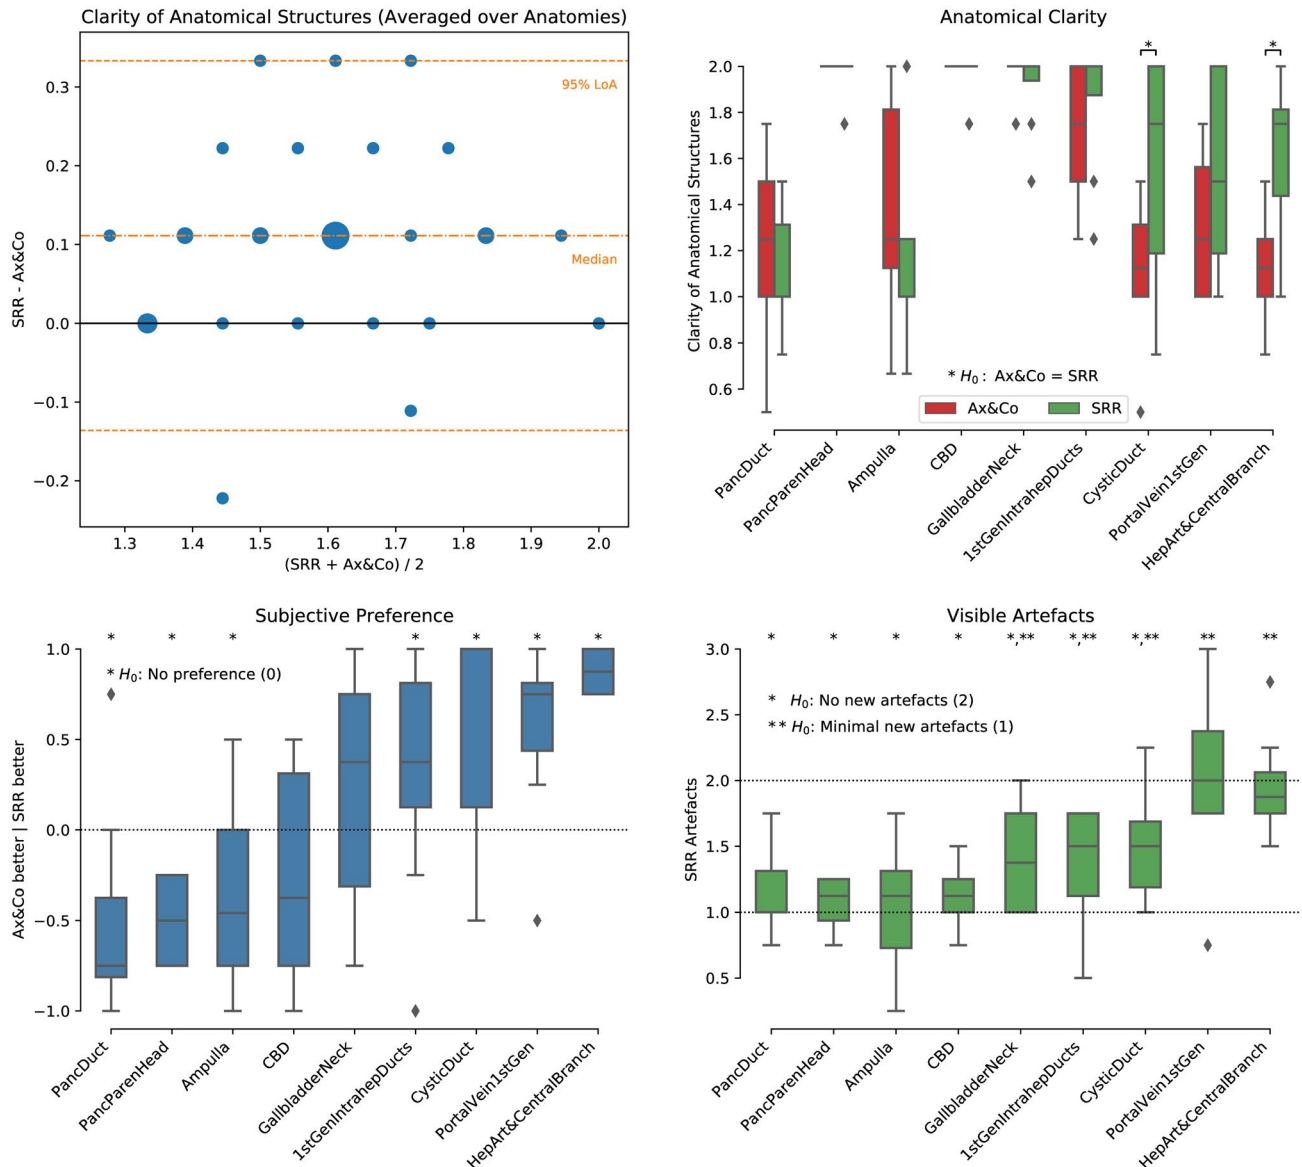 Clarity of Anatomical Structures (Averaged over Anatomies)
0.3
0.2
0.1
0.0
−0.1
−0.2
SRR - Ax&Co
95% LoA
Median
1.3 1.4 1.5 1.6 1.7 1.8 1.9 2.0
(SRR + Ax&Co) / 2
Anatomical Clarity
* *
2.0
1.8
1.6
1.4
1.2
1.0
0.8
0.6
Clarity of Anatomical Structures
* H₀ : Ax&Co = SRR
Ax&Co SRR
PancDuct
PancParenHead
Ampulla
CBD
GallbladderNeck
1stGenIntrahepDucts
CysticDuct
PortalVein1stGen
HepArt&CentralBranch
Subjective Preference
* * * * * * *
* H₀: No preference (0)
1.0
0.5
0.0
−0.5
−1.0
Ax&Co better | SRR better
PancDuct
PancParenHead
Ampulla
CBD
GallbladderNeck
1stGenIntrahepDucts
CysticDuct
PortalVein1stGen
HepArt&CentralBranch
Visible Artefacts
* * * * *,** *,** *,** ** **
* H₀: No new artefacts (2)
** H₀: Minimal new artefacts (1)
3.0
2.5
2.0
1.5
1.0
0.5
SRR Artefacts
PancDuct
PancParenHead
Ampulla
CBD
GallbladderNeck
1stGenIntrahepDucts
CysticDuct
PortalVein1stGen
HepArt&CentralBranch